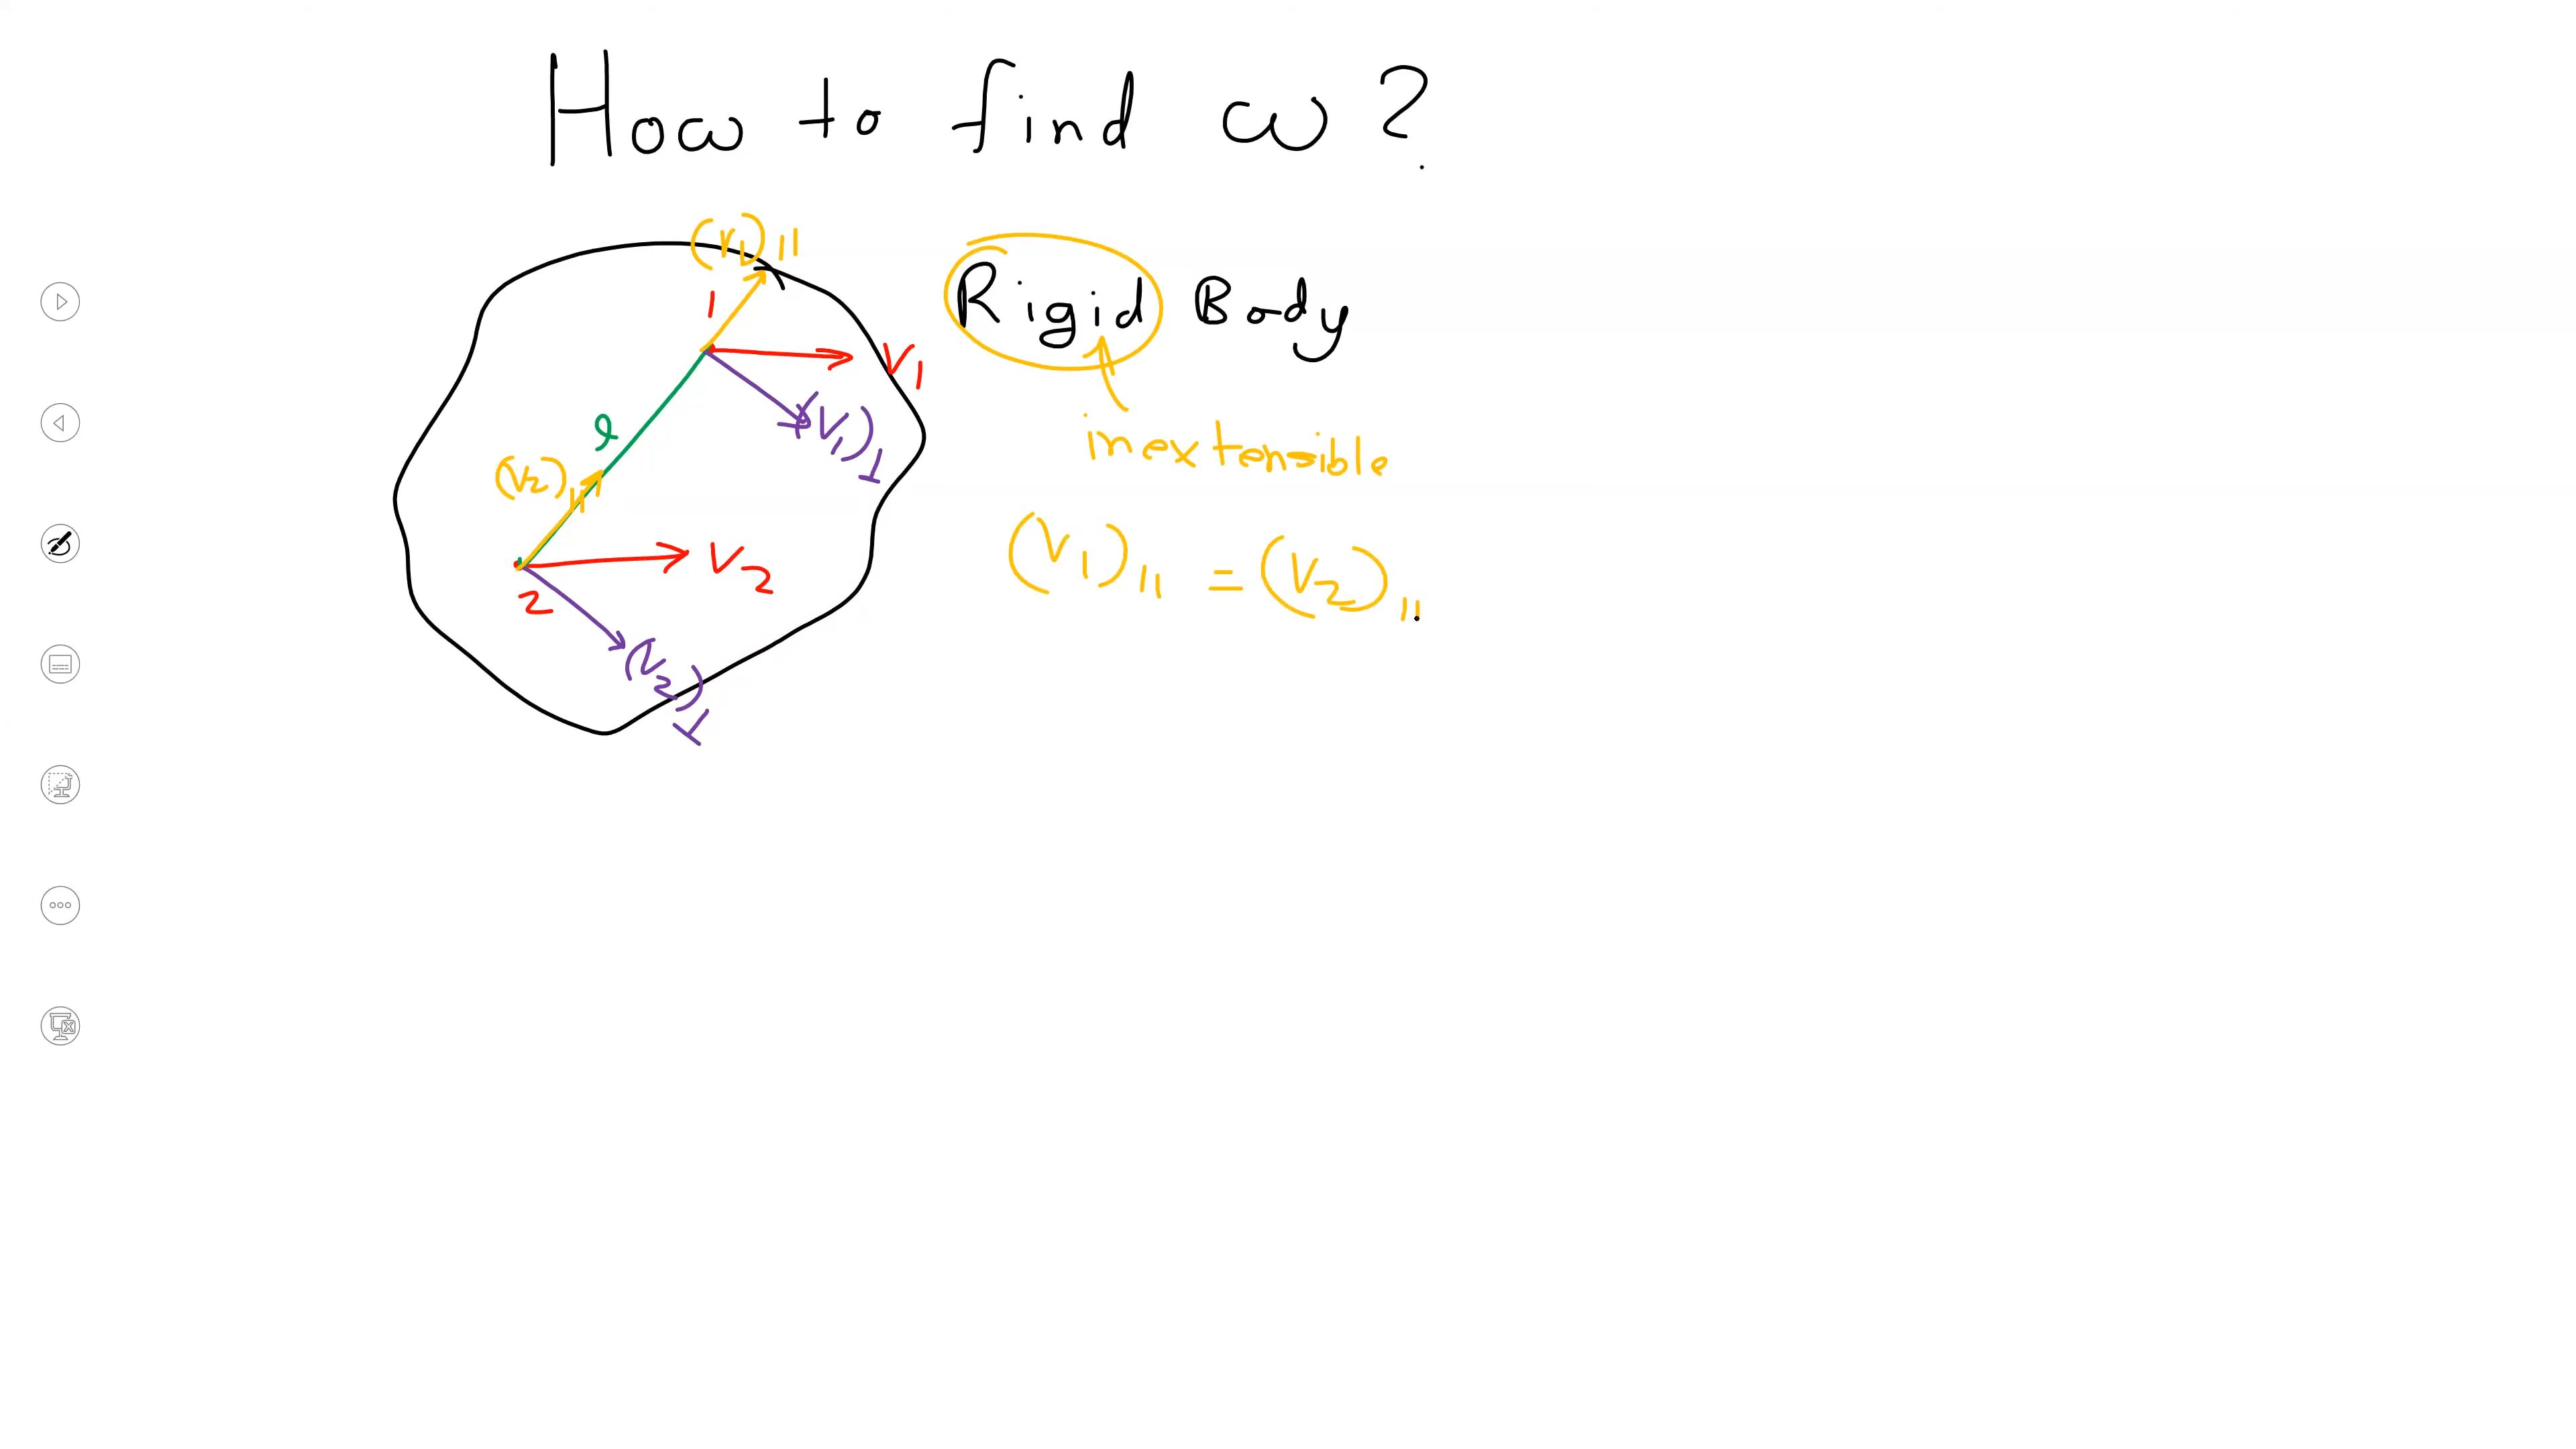 How to find ω ?
(V₁)∥
1
Rigid Body
V₁
(V₁)⊥
ℓ
inextensible
(V₂)∥
(V₁)∥ = (V₂)∥
V₂
2
(V₂)⊥